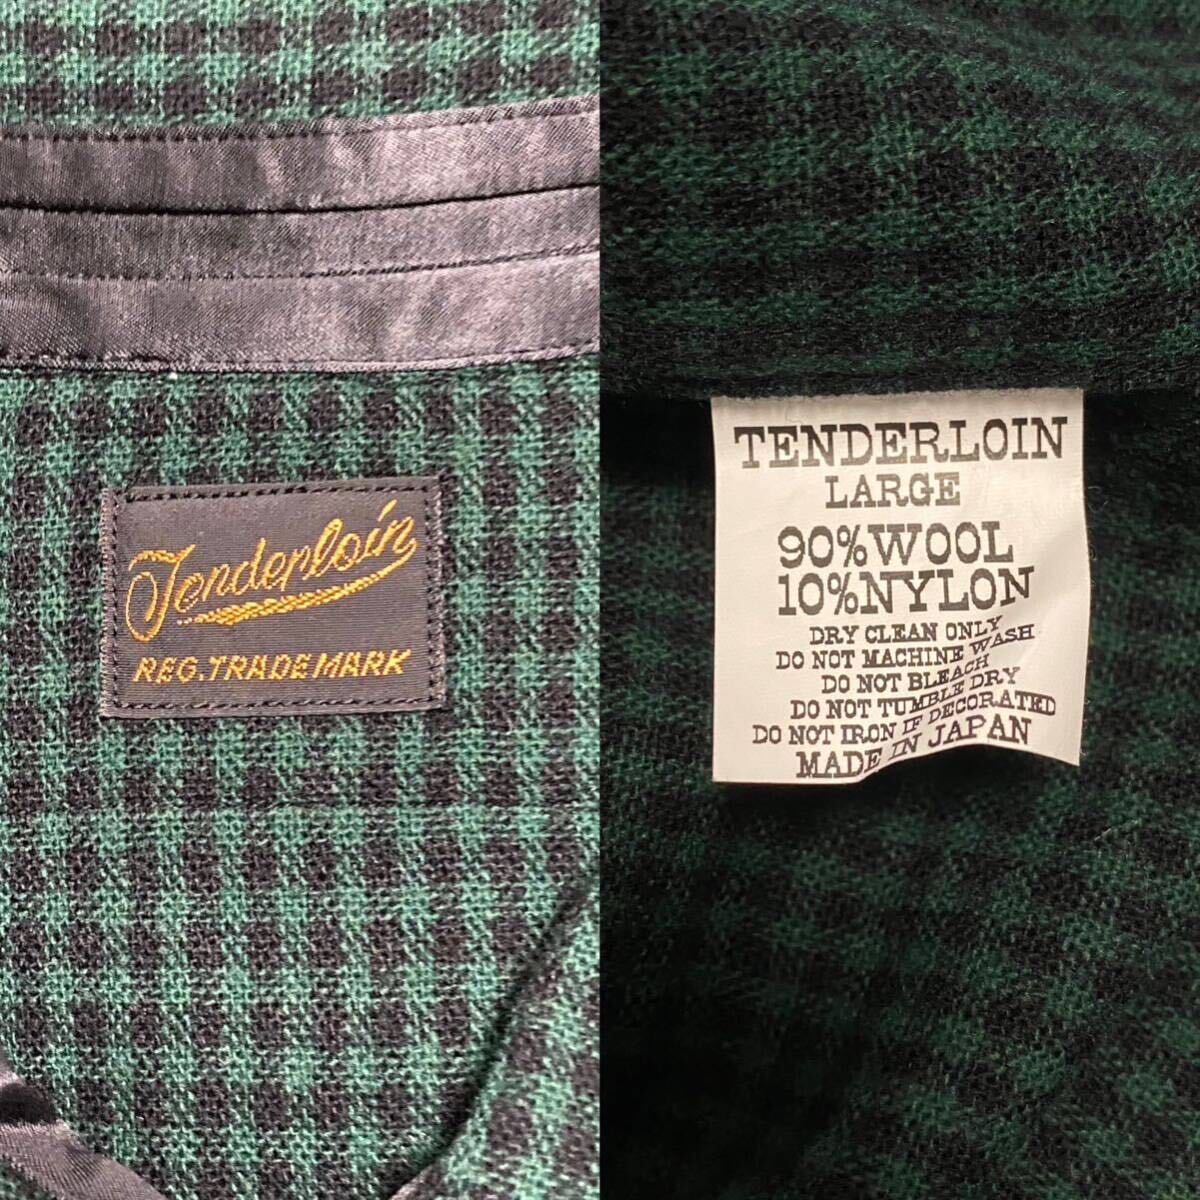 Tenderloin
REG. TRADE MARK
TENDERLOIN
LARGE
90% WOOL
10% NYLON
DRY CLEAN ONLY
DO NOT MACHINE WASH
DO NOT BLEACH
DO NOT TUMBLE DRY
DO NOT IRON IF DECORATED
MADE IN JAPAN